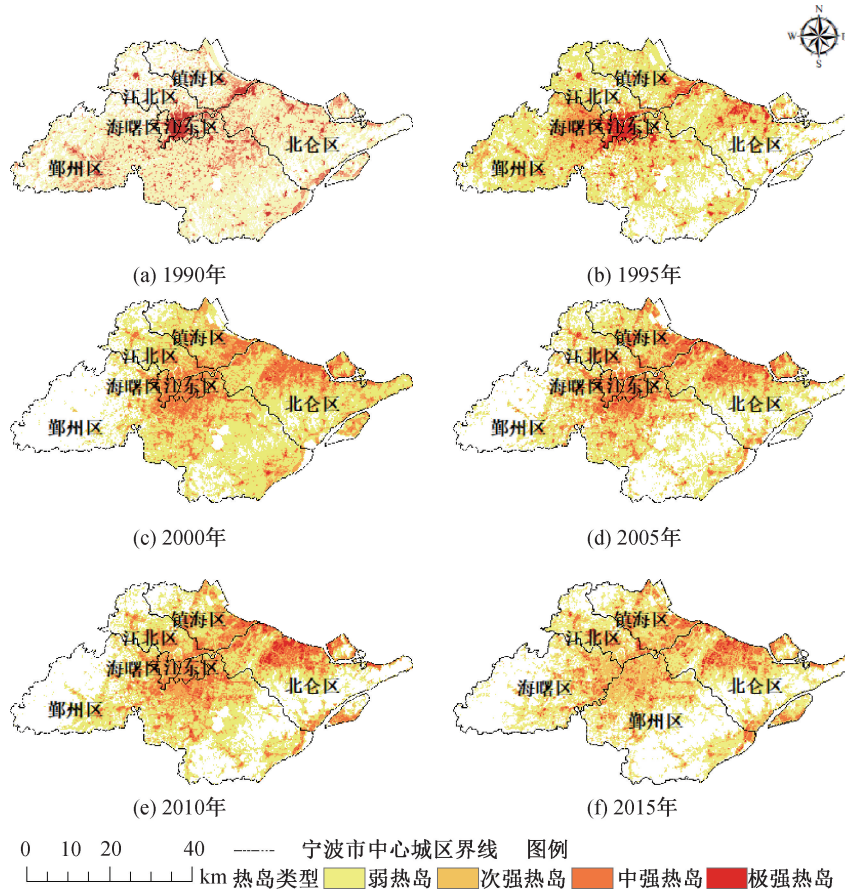 N
W E
S
镇海区
江北区
海曙区江东区
北仑区
鄞州区
镇海区
江北区
海曙区江东区
北仑区
鄞州区
(a) 1990年
(b) 1995年
镇海区
江北区
海曙区江东区
北仑区
鄞州区
镇海区
江北区
海曙区江东区
北仑区
鄞州区
(c) 2000年
(d) 2005年
镇海区
江北区
海曙区江东区
北仑区
鄞州区
镇海区
江北区
海曙区
北仑区
鄞州区
(e) 2010年
(f) 2015年
0 10 20 40 km
宁波市中心城区界线 图例
热岛类型 弱热岛 次强热岛 中强热岛 极强热岛